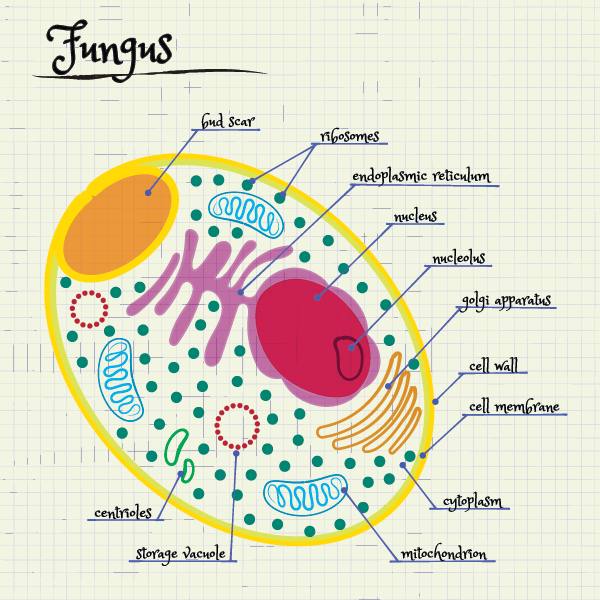 Fungus
bud scar
ribosomes
endoplasmic reticulum
nucleus
nucleolus
golgi apparatus
cell wall
cell membrane
cytoplasm
centrioles
storage vacuole
mitochondrion